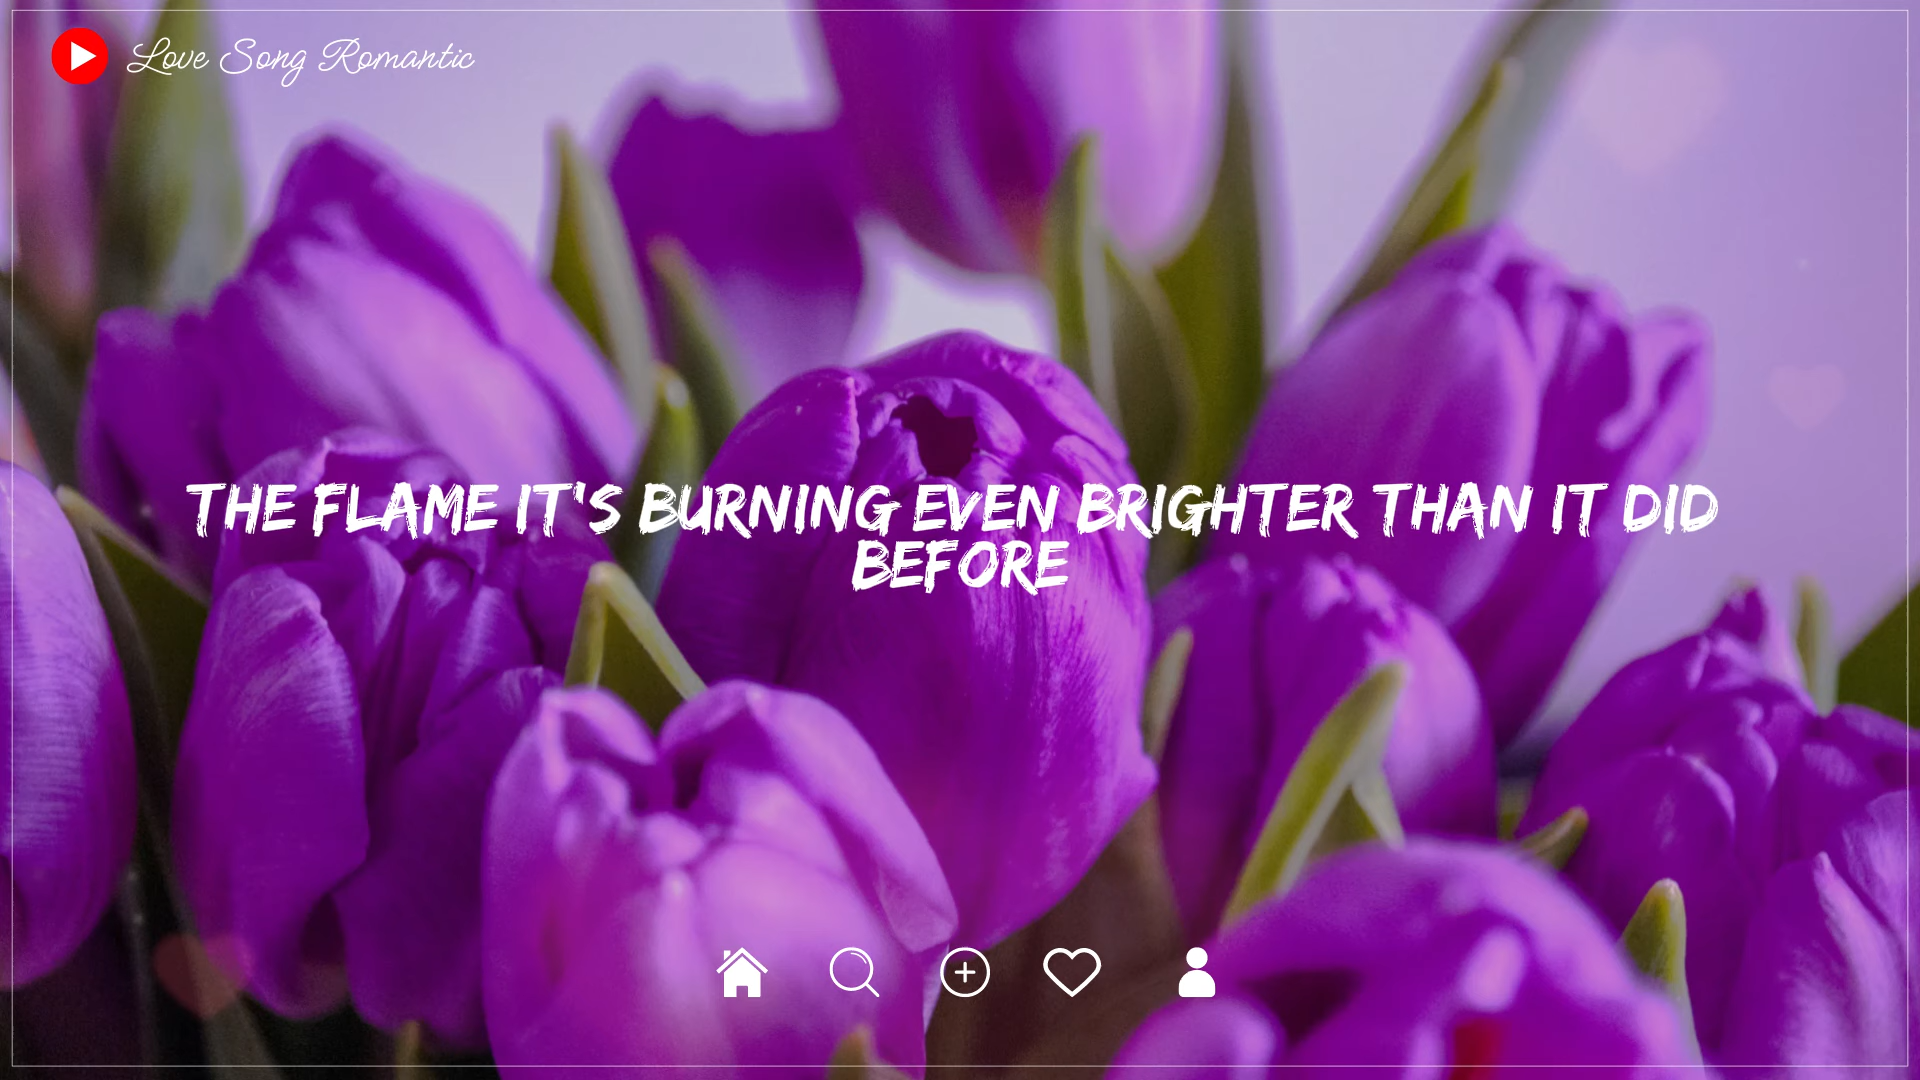 Love Song Romantic
THE FLAME IT'S BURNING EVEN BRIGHTER THAN IT DID
BEFORE